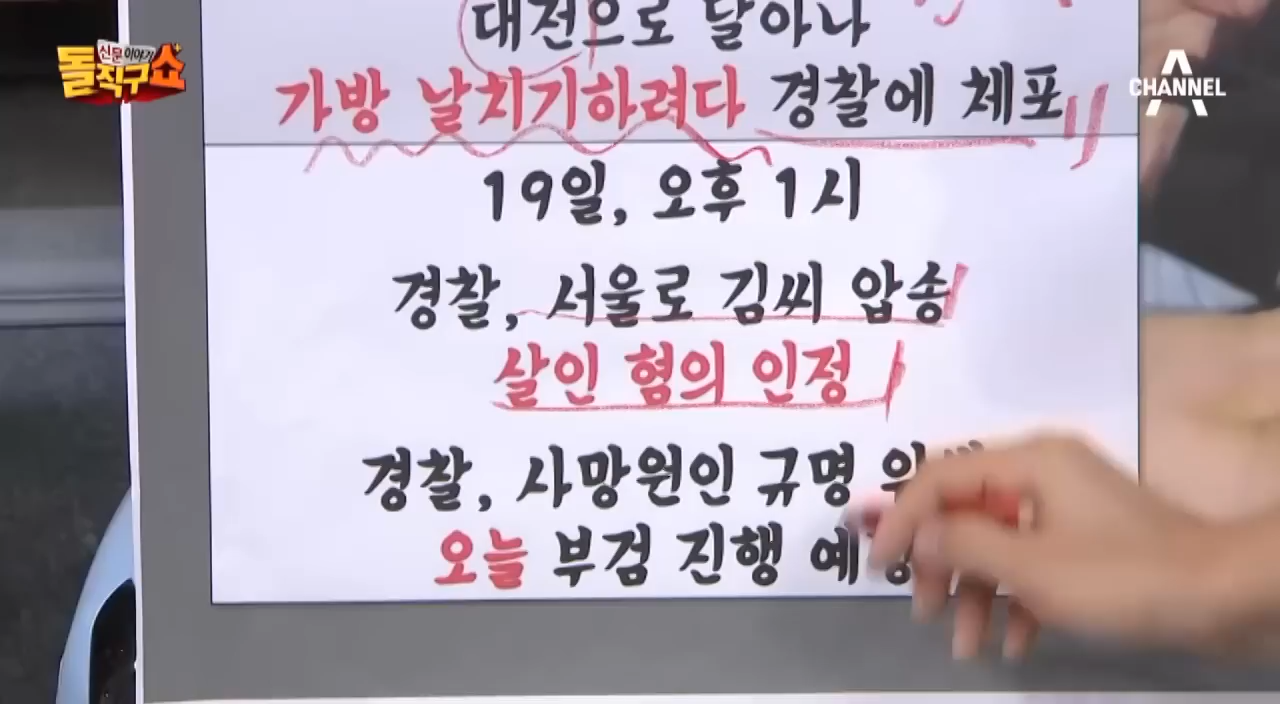 대전으로 달아나
가방 날치기하려다 경찰에 체포
19일, 오후 1시
경찰, 서울로 김씨 압송
살인 혐의 인정
경찰, 사망원인 규명
오늘 부검 진행
신문이야기
돌직구쇼
CHANNEL A